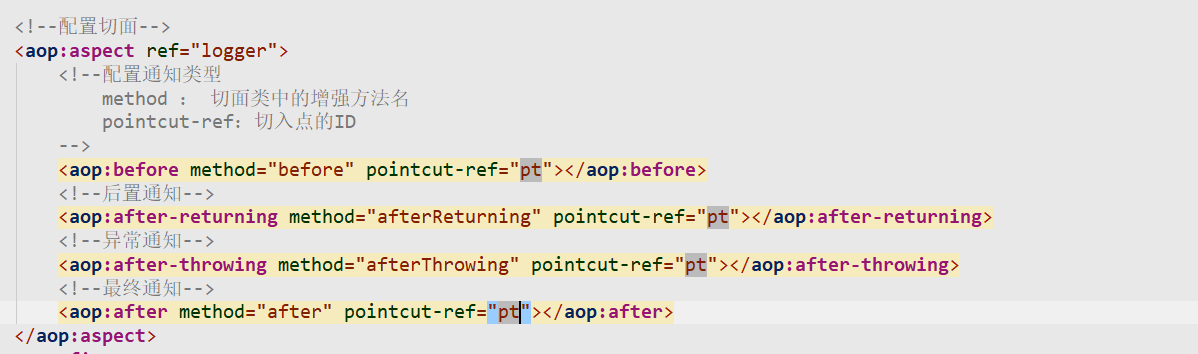 <!--配置切面-->
<aop:aspect ref="logger">
<!--配置通知类型
method ： 切面类中的增强方法名
pointcut-ref：切入点的ID
-->
<aop:before method="before" pointcut-ref="pt"></aop:before>
<!--后置通知-->
<aop:after-returning method="afterReturning" pointcut-ref="pt"></aop:after-returning>
<!--异常通知-->
<aop:after-throwing method="afterThrowing" pointcut-ref="pt"></aop:after-throwing>
<!--最终通知-->
<aop:after method="after" pointcut-ref="pt"></aop:after>
</aop:aspect>